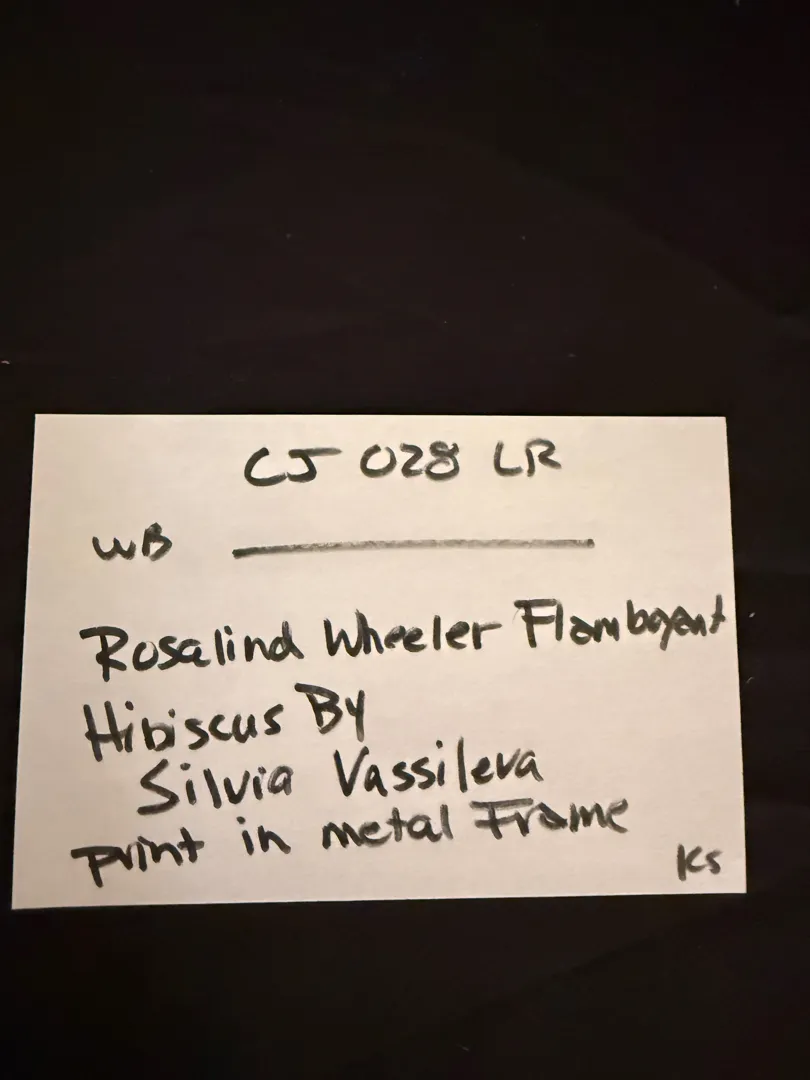 CJ 028 LR
WB
Rosalind Wheeler Flamboyant
Hibiscus By
Silvia Vassileva
print in metal Frame
KS